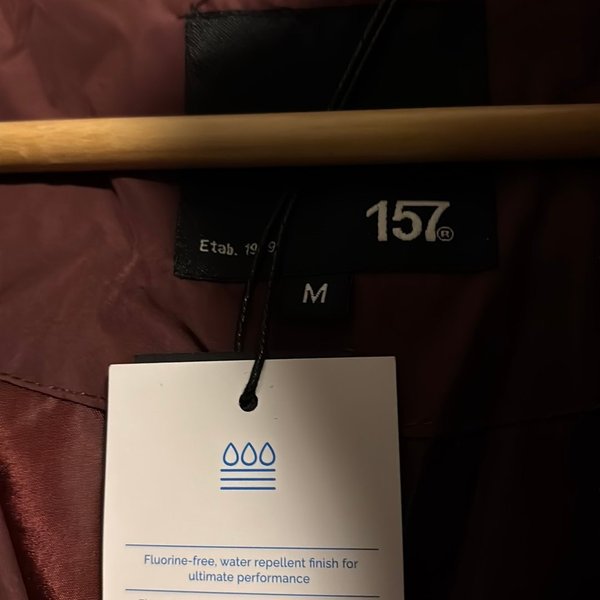 157®
Etab.
M
Fluorine-free, water repellent finish for
ultimate performance